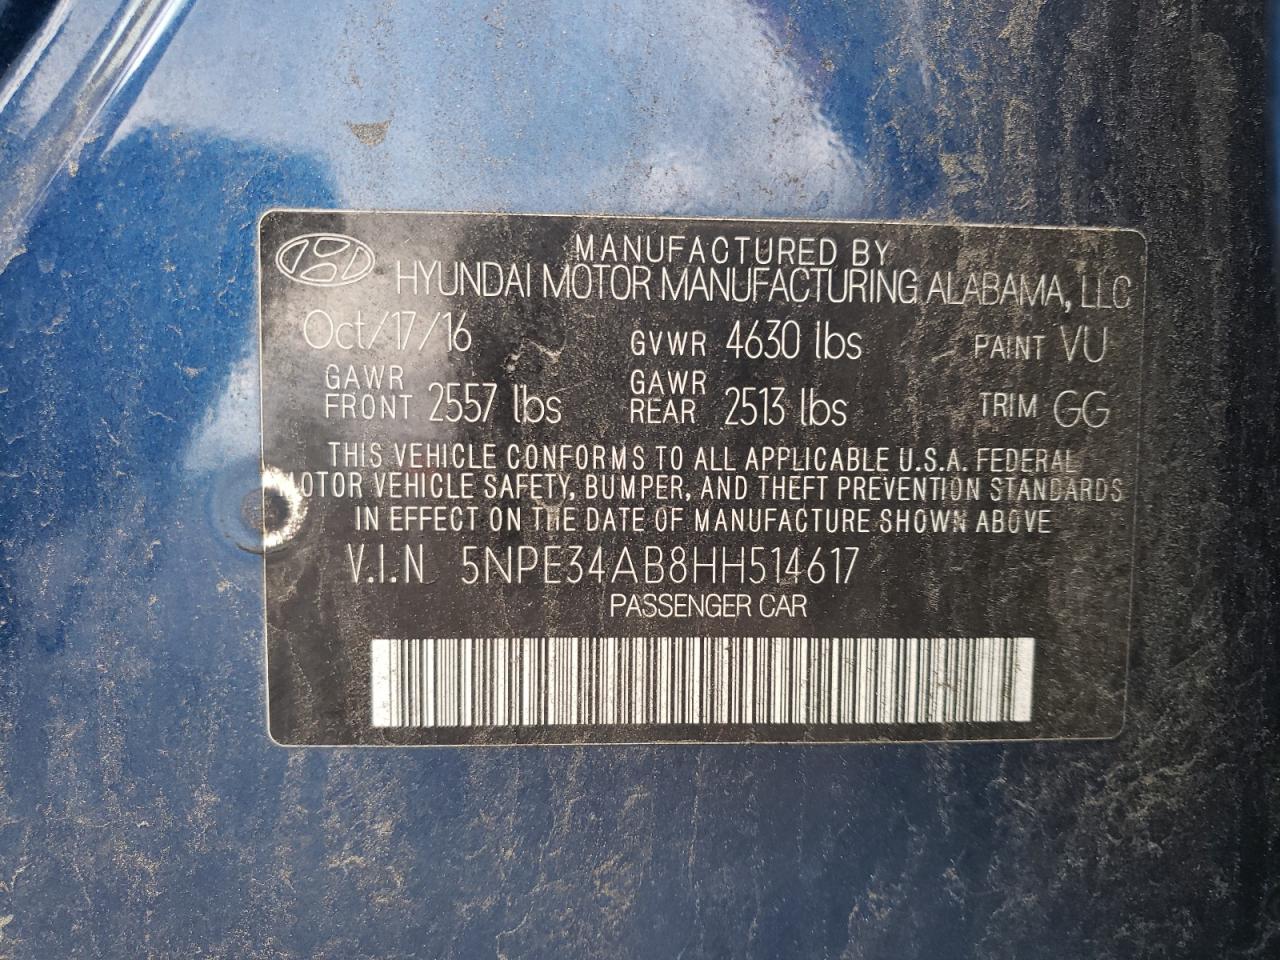 MANUFACTURED BY
HYUNDAI MOTOR MANUFACTURING ALABAMA, LLC
Oct/17/16 GVWR 4630 lbs PAINT VU
GAWR FRONT 2557 lbs GAWR REAR 2513 lbs TRIM GG
THIS VEHICLE CONFORMS TO ALL APPLICABLE U.S.A. FEDERAL
OTOR VEHICLE SAFETY, BUMPER, AND THEFT PREVENTION STANDARDS
IN EFFECT ON THE DATE OF MANUFACTURE SHOWN ABOVE
V.I.N 5NPE34AB8HH514617
PASSENGER CAR